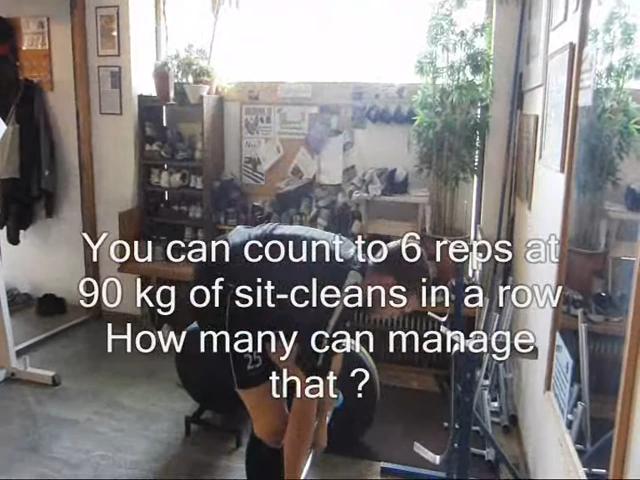 You can count to 6 reps at
90 kg of sit-cleans in a row
How many can manage
that ?
25